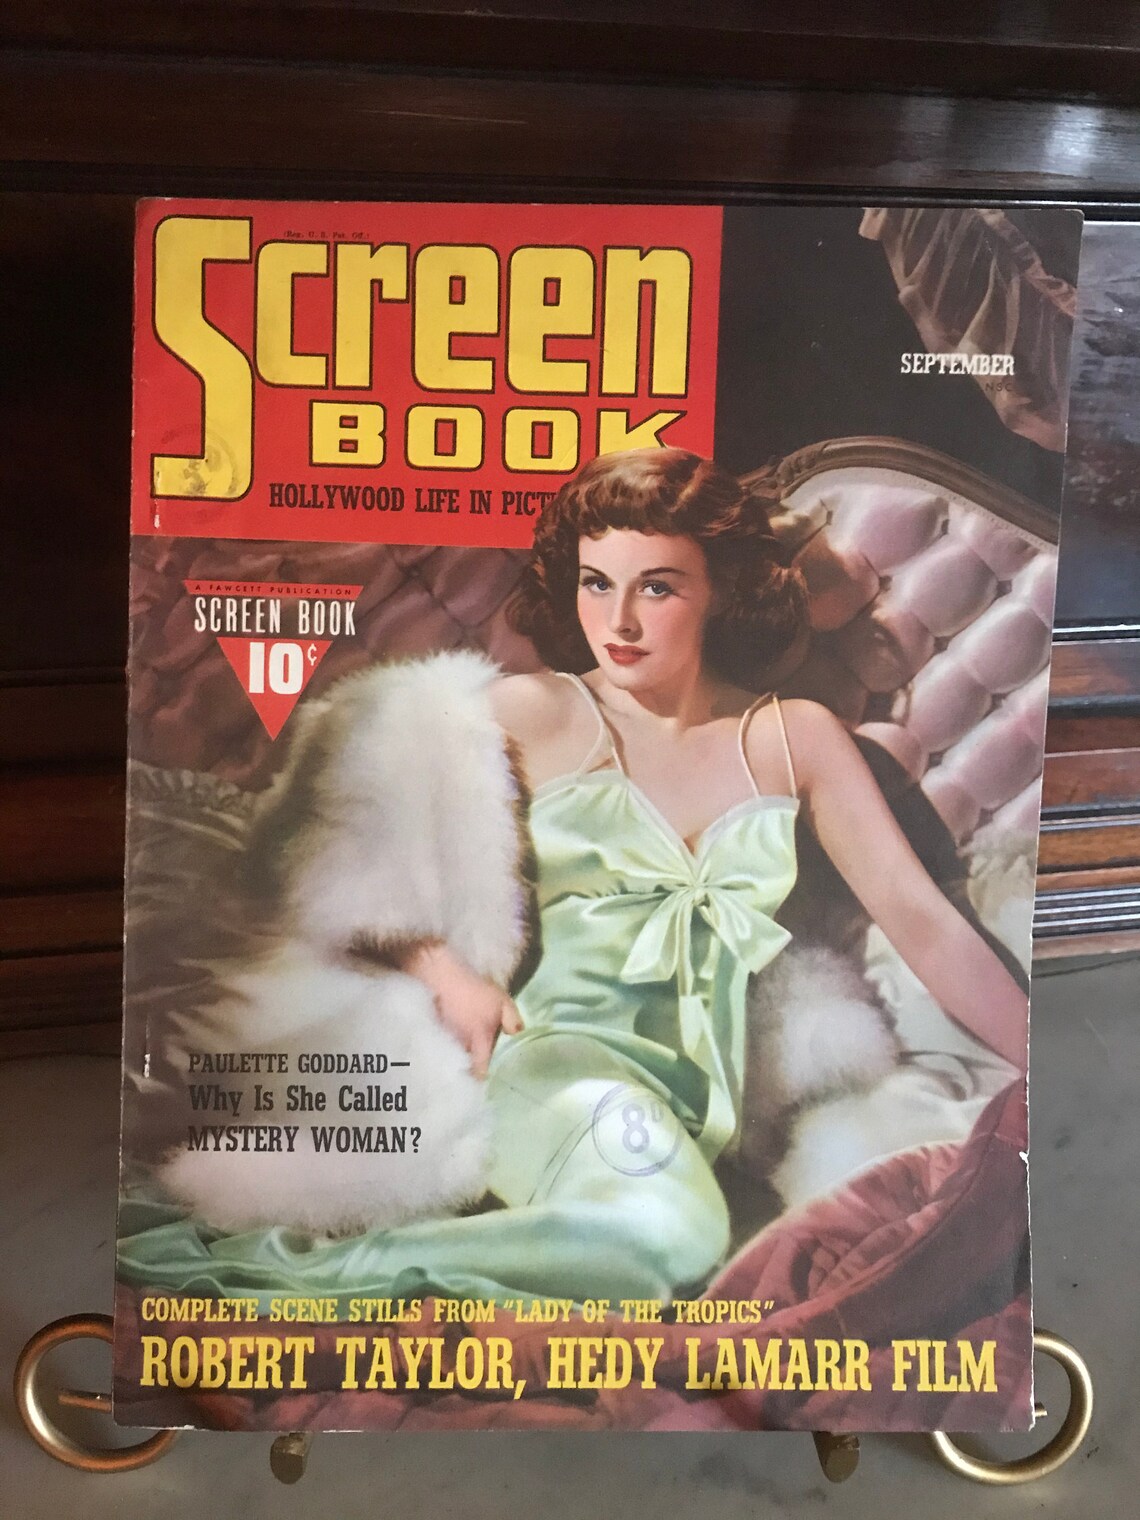 (Reg. U. S. Pat. Off.)
Screen
BOOK
HOLLYWOOD LIFE IN PICT
SEPTEMBER
NSC
A FAWCETT PUBLICATION
SCREEN BOOK
10¢
PAULETTE GODDARD—
Why Is She Called
MYSTERY WOMAN?
8D
COMPLETE SCENE STILLS FROM "LADY OF THE TROPICS"
ROBERT TAYLOR, HEDY LAMARR FILM